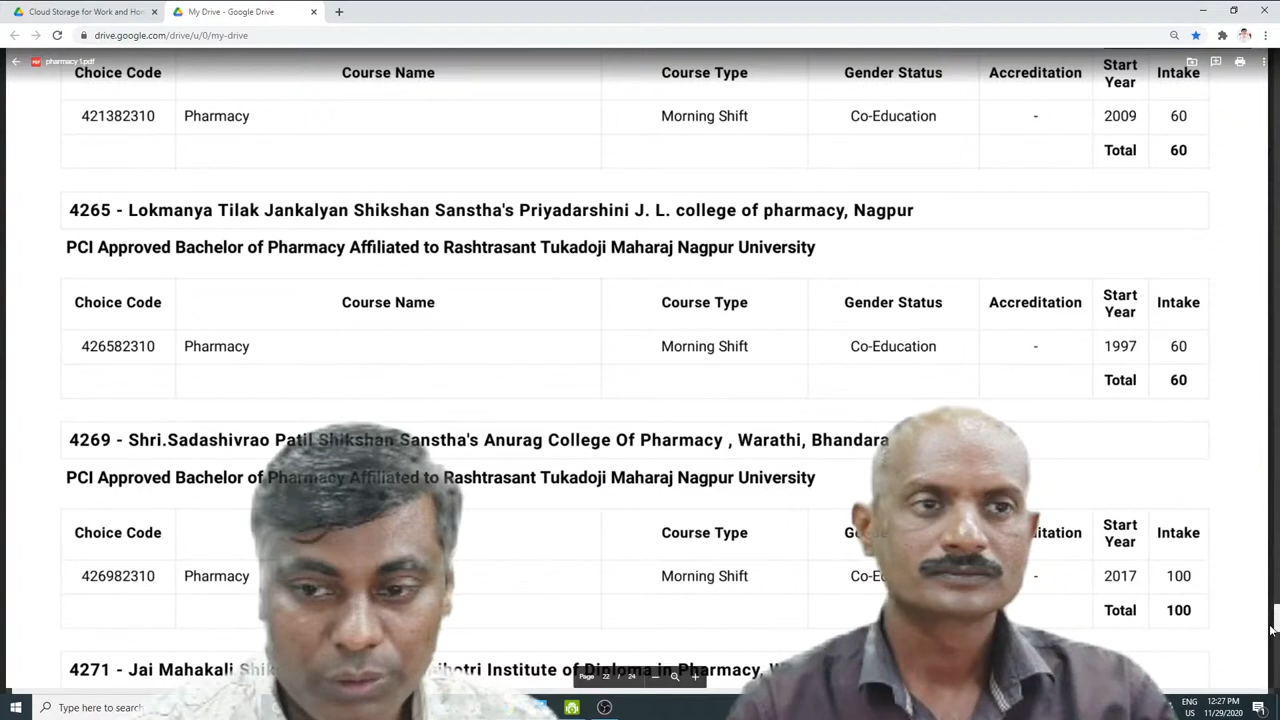 Cloud Storage for Work and Hom
My Drive - Google Drive
drive.google.com/drive/u/0/my-drive
PDF pharmacy 1.pdf
Choice Code Course Name Course Type Gender Status Accreditation Start Year Intake
421382310 Pharmacy Morning Shift Co-Education - 2009 60
Total 60
4265 - Lokmanya Tilak Jankalyan Shikshan Sanstha's Priyadarshini J. L. college of pharmacy, Nagpur
PCI Approved Bachelor of Pharmacy Affiliated to Rashtrasant Tukadoji Maharaj Nagpur University
Choice Code Course Name Course Type Gender Status Accreditation Start Year Intake
426582310 Pharmacy Morning Shift Co-Education - 1997 60
Total 60
4269 - Shri.Sadashivrao Patil Shikshan Sanstha's Anurag College Of Pharmacy , Warathi, Bhandara
PCI Approved Bachelor of Pharmacy Affiliated to Rashtrasant Tukadoji Maharaj Nagpur University
Choice Code Course Type Start Year Intake
426982310 Pharmacy Morning Shift - 2017 100
Total 100
4271 - Jai Mahakali Institute of Diploma in Pharmacy,
Page 22 / 24
Type here to search
ENG 12:27 PM
US 11/29/2020